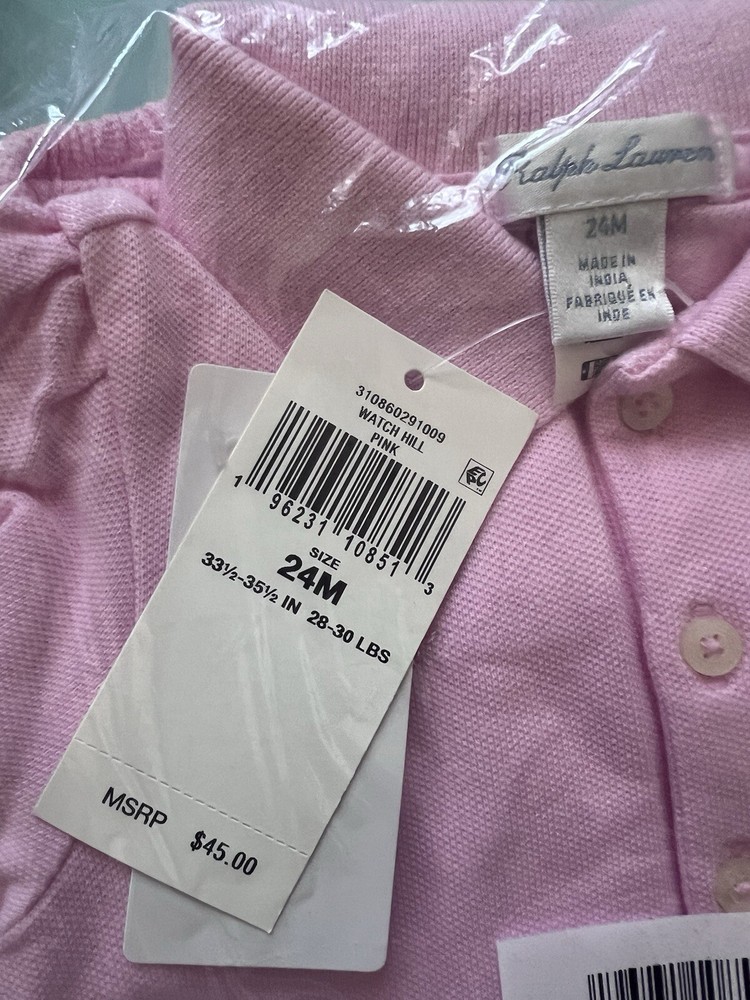 Ralph Lauren
24M
MADE IN
INDIA
FABRIQUÉ EN
INDE
310860291009
WATCH HILL
PINK
1 96231 10851 3
SIZE
24M
33½-35½ IN 28-30 LBS
MSRP $45.00